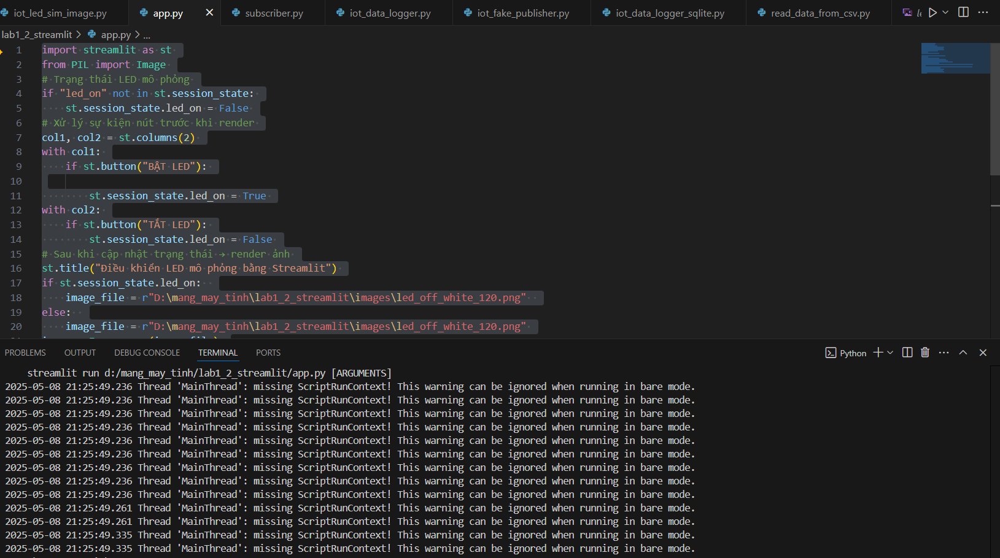 iot_led_sim_image.py app.py subscriber.py iot_data_logger.py iot_fake_publisher.py iot_data_logger_sqlite.py read_data_from_csv.py
lab1_2_streamlit > app.py > ...
1 import streamlit as st
2 from PIL import Image
3 # Trạng thái LED mô phỏng
4 if "led_on" not in st.session_state:
5 st.session_state.led_on = False
6 # Xử lý sự kiện nút trước khi render
7 col1, col2 = st.columns(2)
8 with col1:
9 if st.button("BẬT LED"):
10
11 st.session_state.led_on = True
12 with col2:
13 if st.button("TẮT LED"):
14 st.session_state.led_on = False
15 # Sau khi cập nhật trạng thái → render ảnh
16 st.title("Điều khiển LED mô phỏng bằng Streamlit")
17 if st.session_state.led_on:
18 image_file = r"D:\mang_may_tinh\lab1_2_streamlit\images\led_off_white_120.png"
19 else:
20 image_file = r"D:\mang_may_tinh\lab1_2_streamlit\images\led_off_white_120.png"
PROBLEMS OUTPUT DEBUG CONSOLE TERMINAL PORTS Python
streamlit run d:/mang_may_tinh/lab1_2_streamlit/app.py [ARGUMENTS]
2025-05-08 21:25:49.236 Thread 'MainThread': missing ScriptRunContext! This warning can be ignored when running in bare mode.
2025-05-08 21:25:49.236 Thread 'MainThread': missing ScriptRunContext! This warning can be ignored when running in bare mode.
2025-05-08 21:25:49.236 Thread 'MainThread': missing ScriptRunContext! This warning can be ignored when running in bare mode.
2025-05-08 21:25:49.236 Thread 'MainThread': missing ScriptRunContext! This warning can be ignored when running in bare mode.
2025-05-08 21:25:49.236 Thread 'MainThread': missing ScriptRunContext! This warning can be ignored when running in bare mode.
2025-05-08 21:25:49.236 Thread 'MainThread': missing ScriptRunContext! This warning can be ignored when running in bare mode.
2025-05-08 21:25:49.236 Thread 'MainThread': missing ScriptRunContext! This warning can be ignored when running in bare mode.
2025-05-08 21:25:49.236 Thread 'MainThread': missing ScriptRunContext! This warning can be ignored when running in bare mode.
2025-05-08 21:25:49.236 Thread 'MainThread': missing ScriptRunContext! This warning can be ignored when running in bare mode.
2025-05-08 21:25:49.261 Thread 'MainThread': missing ScriptRunContext! This warning can be ignored when running in bare mode.
2025-05-08 21:25:49.261 Thread 'MainThread': missing ScriptRunContext! This warning can be ignored when running in bare mode.
2025-05-08 21:25:49.335 Thread 'MainThread': missing ScriptRunContext! This warning can be ignored when running in bare mode.
2025-05-08 21:25:49.335 Thread 'MainThread': missing ScriptRunContext! This warning can be ignored when running in bare mode.